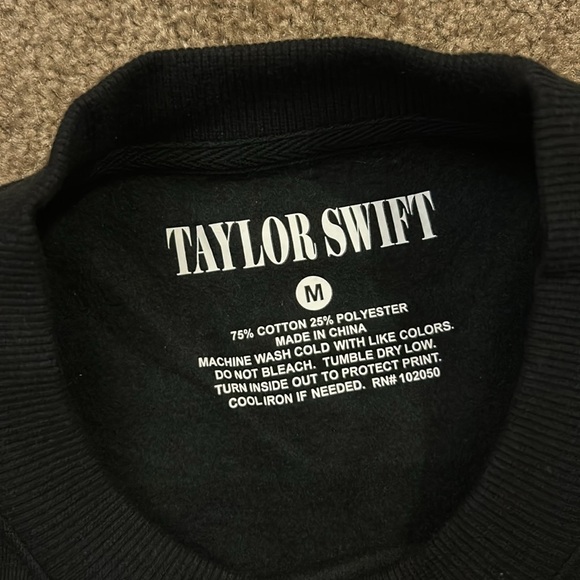 TAYLOR SWIFT
M
75% COTTON 25% POLYESTER
MADE IN CHINA
MACHINE WASH COLD WITH LIKE COLORS.
DO NOT BLEACH. TUMBLE DRY LOW.
TURN INSIDE OUT TO PROTECT PRINT.
COOL IRON IF NEEDED. RN# 102050